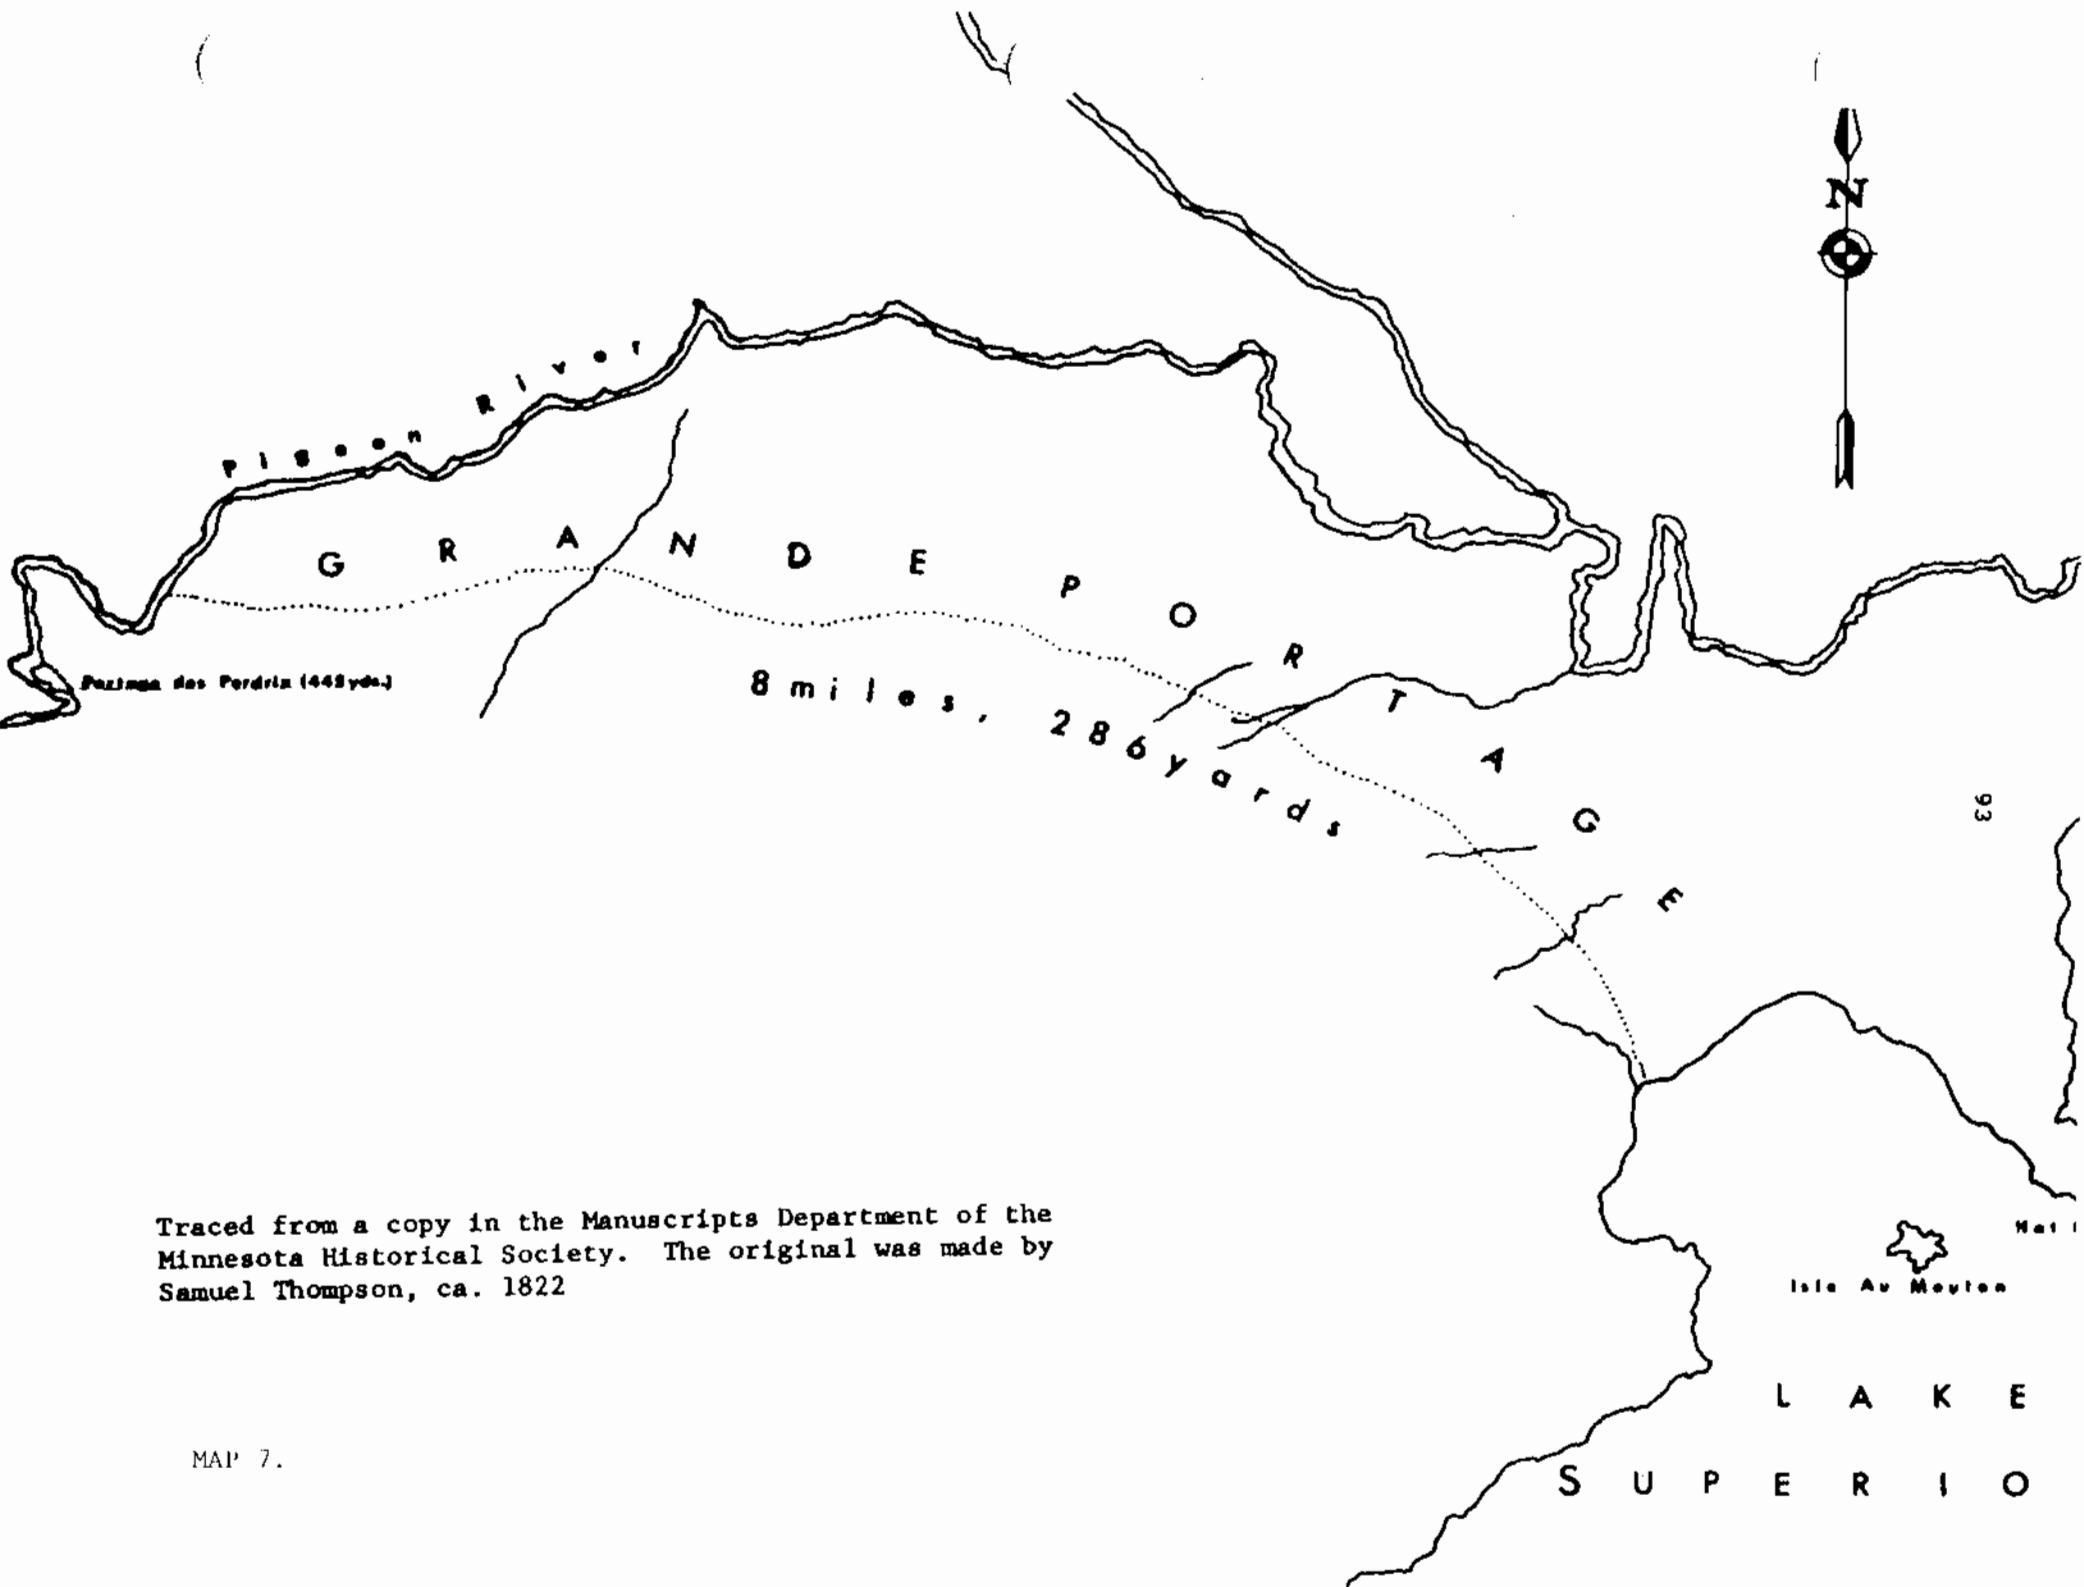 N
Pigeon River
GRANDE PORTAGE
des Perdrix
8 miles, 286 yards
93
Isle Au Mouton
LAKE
SUPERIO
Traced from a copy in the Manuscripts Department of the
Minnesota Historical Society. The original was made by
Samuel Thompson, ca. 1822
MAP 7.